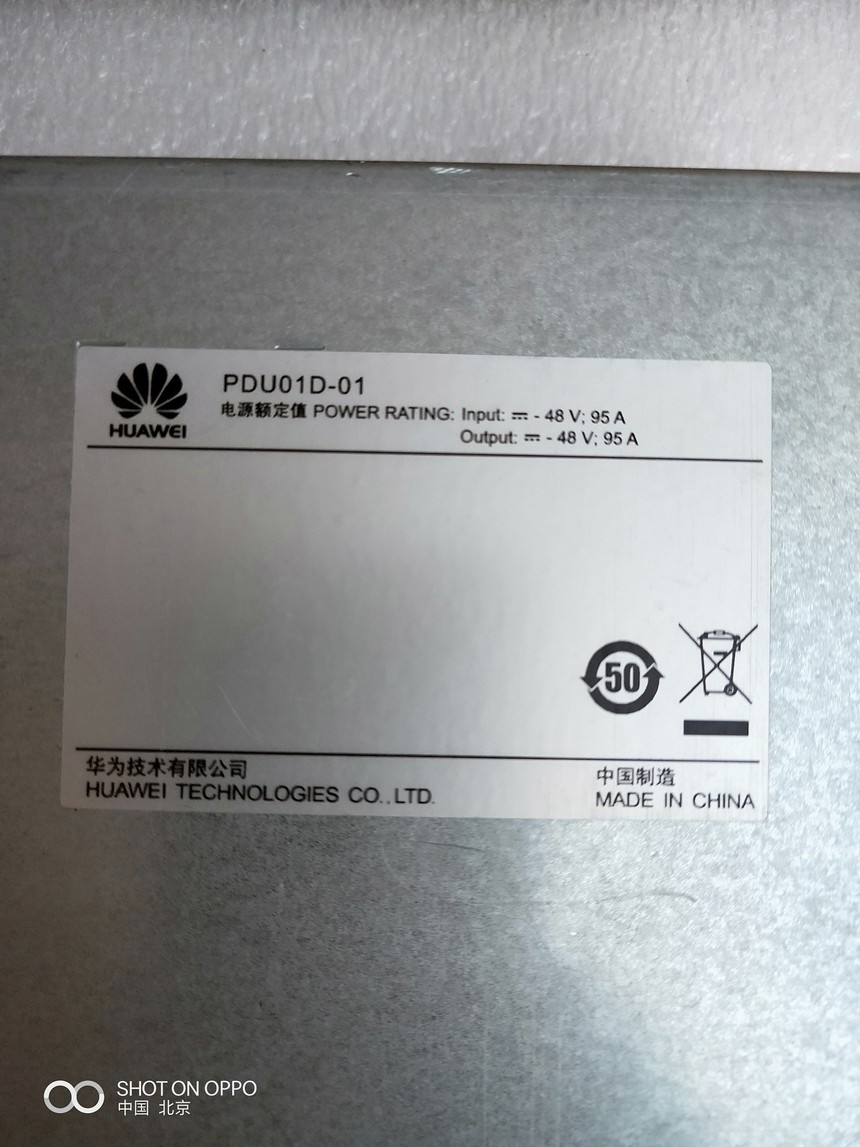 HUAWEI
PDU01D-01
电源额定值 POWER RATING: Input: ⎓ - 48 V; 95 A
Output: ⎓ - 48 V; 95 A
50
华为技术有限公司
HUAWEI TECHNOLOGIES CO.,LTD.
中国制造
MADE IN CHINA
SHOT ON OPPO
中国 北京